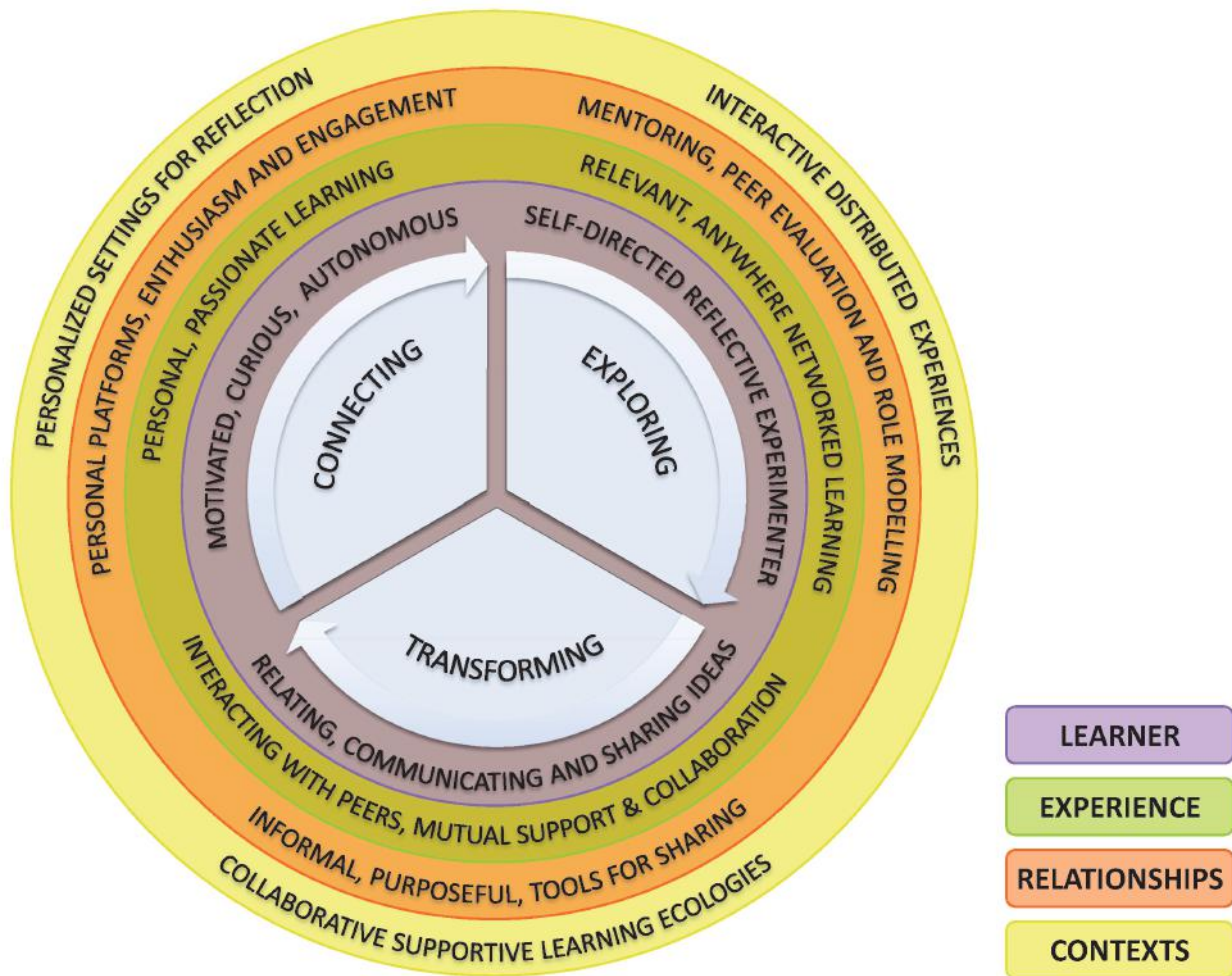 PERSONALIZED SETTINGS FOR REFLECTION
INTERACTIVE DISTRIBUTED EXPERIENCES
PERSONAL PLATFORMS, ENTHUSIASM AND ENGAGEMENT
MENTORING, PEER EVALUATION AND ROLE MODELLING
PERSONAL, PASSIONATE LEARNING
RELEVANT, ANYWHERE NETWORKED LEARNING
MOTIVATED, CURIOUS, AUTONOMOUS
SELF-DIRECTED REFLECTIVE EXPERIMENTER
CONNECTING
EXPLORING
TRANSFORMING
RELATING, COMMUNICATING AND SHARING IDEAS
INTERACTING WITH PEERS, MUTUAL SUPPORT & COLLABORATION
INFORMAL, PURPOSEFUL, TOOLS FOR SHARING
COLLABORATIVE SUPPORTIVE LEARNING ECOLOGIES
LEARNER
EXPERIENCE
RELATIONSHIPS
CONTEXTS